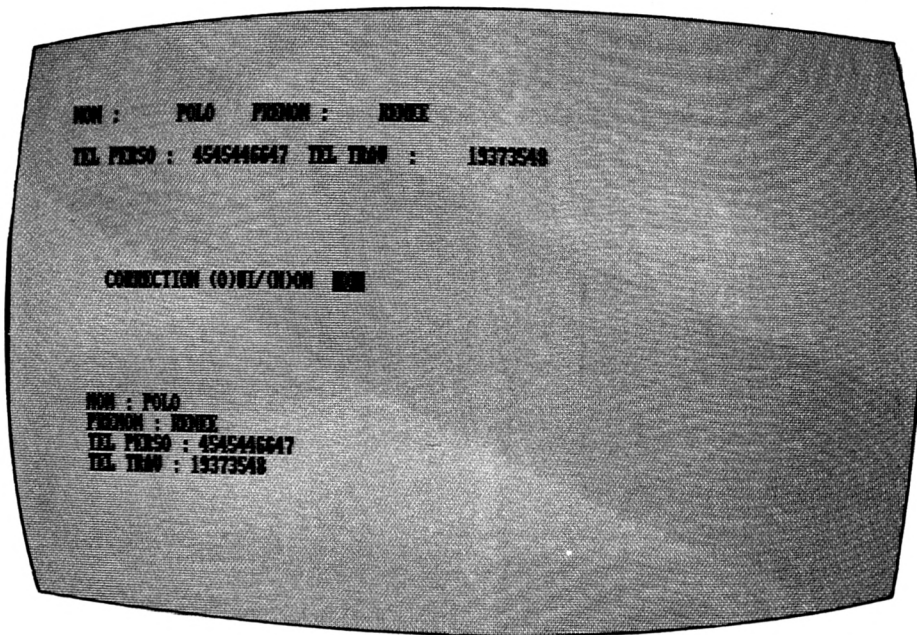 NOM : POLO PRENOM : RENEE
TEL PERSO : 4545446647 TEL TRAV : 19373548
CORRECTION (O)UI/(N)ON NON
NOM : POLO
PRENOM : RENEE
TEL PERSO : 4545446647
TEL TRAV : 19373548